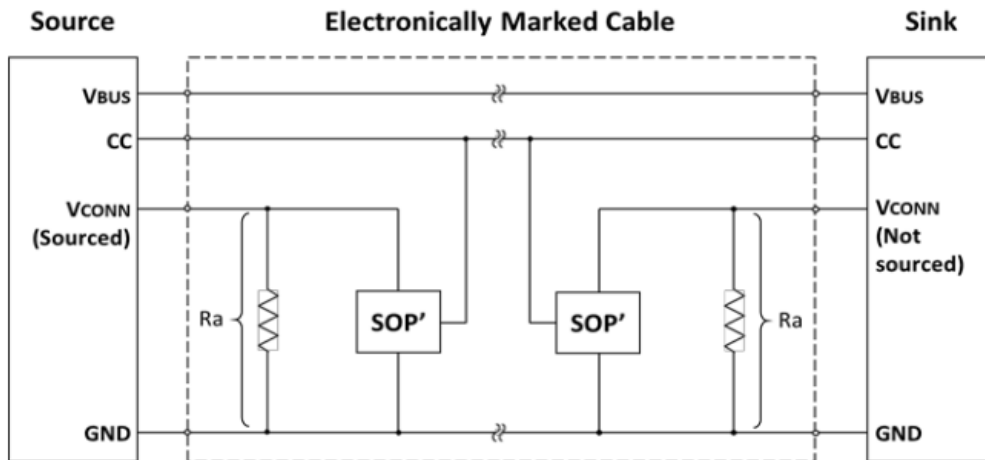 Source Electronically Marked Cable Sink
VBUS VBUS
CC CC
VCONN VCONN
(Sourced) (Not
sourced)
Ra SOP’ SOP’ Ra
GND GND